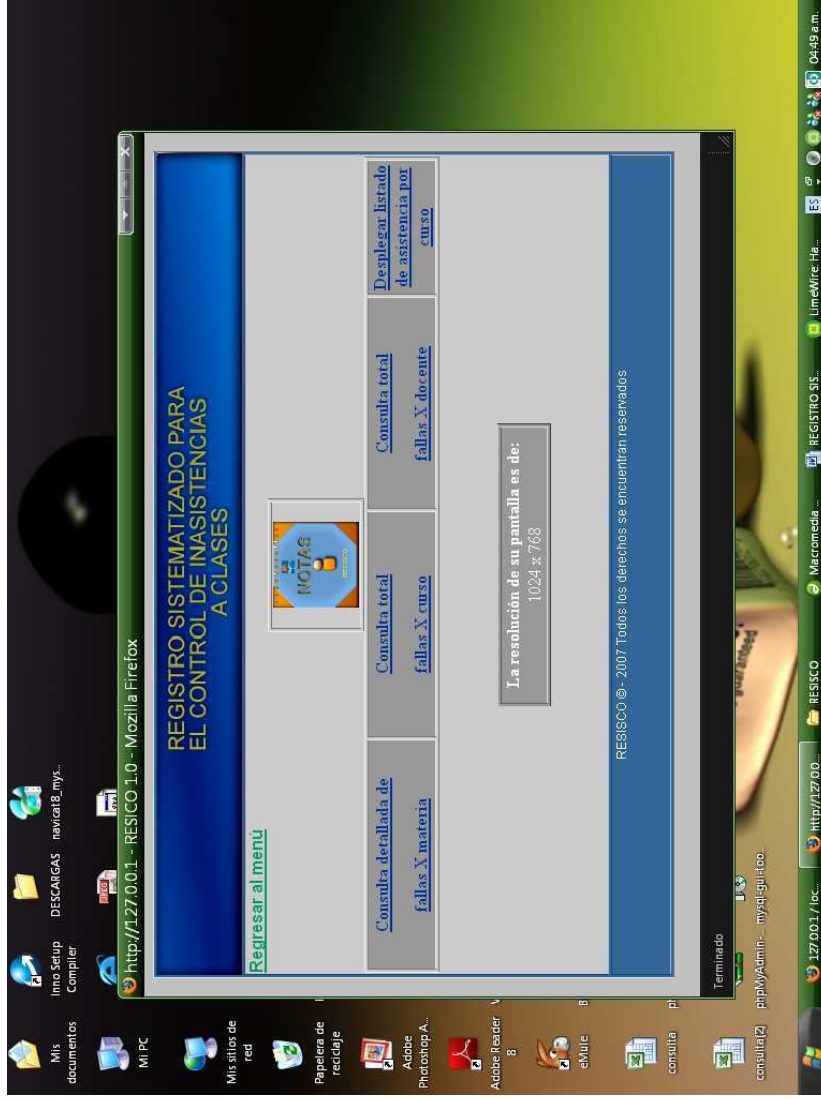 Mis
documentos
Inno Setup
Compiler
DESCARGAS
navicat8_mys...
Mi PC
Mis sitios de
red
Papelera de
reciclaje
Adobe
Photoshop A...
Adobe Reader
8
eMule
consulta
consulta[2]
phpMyAdmin-...
mysql-gui-too...
http://127.0.0.1 - RESICO 1.0 - Mozilla Firefox
REGISTRO SISTEMATIZADO PARA
EL CONTROL DE INASISTENCIAS
A CLASES
Regresar al menú
NOTAS
RESISCO
Consulta detallada de
fallas X materia
Consulta total
fallas X curso
Consulta total
fallas X docente
Desplegar listado
de asistencia por
curso
La resolución de su pantalla es de:
1024 x 768
RESISCO © - 2007 Todos los derechos se encuentran reservados
Terminado
guaranteed
127.0.0.1 / loc...
http://127.0.0...
RESISCO
Macromedia ...
REGISTRO SIS...
LimeWire: Ha...
ES
04:49 a.m.